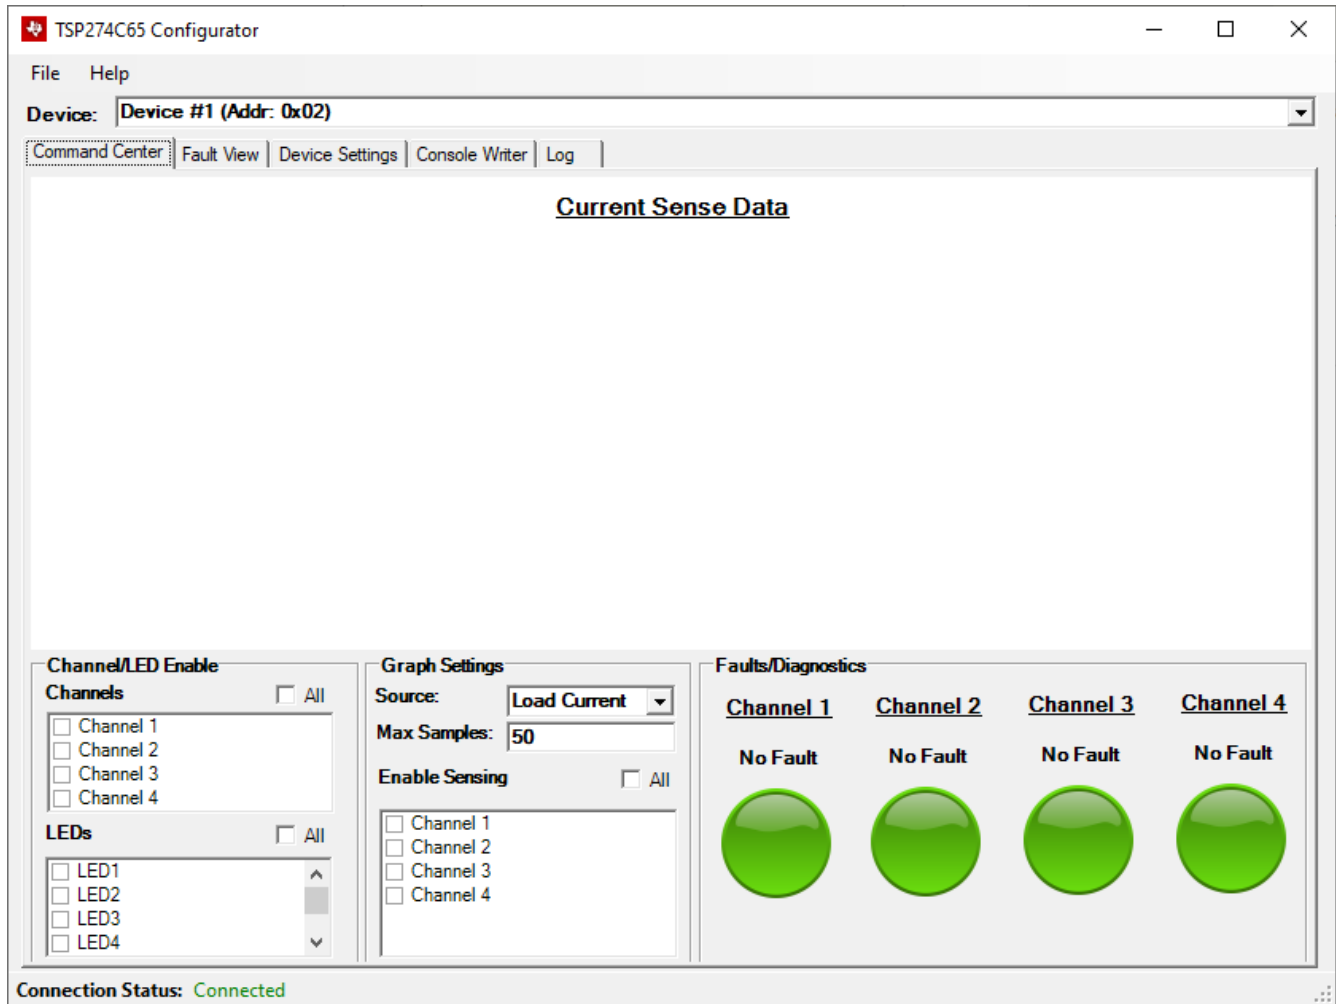 TSP274C65 Configurator
File Help
Device: Device #1 (Addr: 0x02)
Command Center Fault View Device Settings Console Writer Log
Current Sense Data
Channel/LED Enable
Channels All
Channel 1
Channel 2
Channel 3
Channel 4
LEDs All
LED1
LED2
LED3
LED4
Graph Settings
Source: Load Current
Max Samples: 50
Enable Sensing All
Channel 1
Channel 2
Channel 3
Channel 4
Faults/Diagnostics
Channel 1 Channel 2 Channel 3 Channel 4
No Fault No Fault No Fault No Fault
Connection Status: Connected